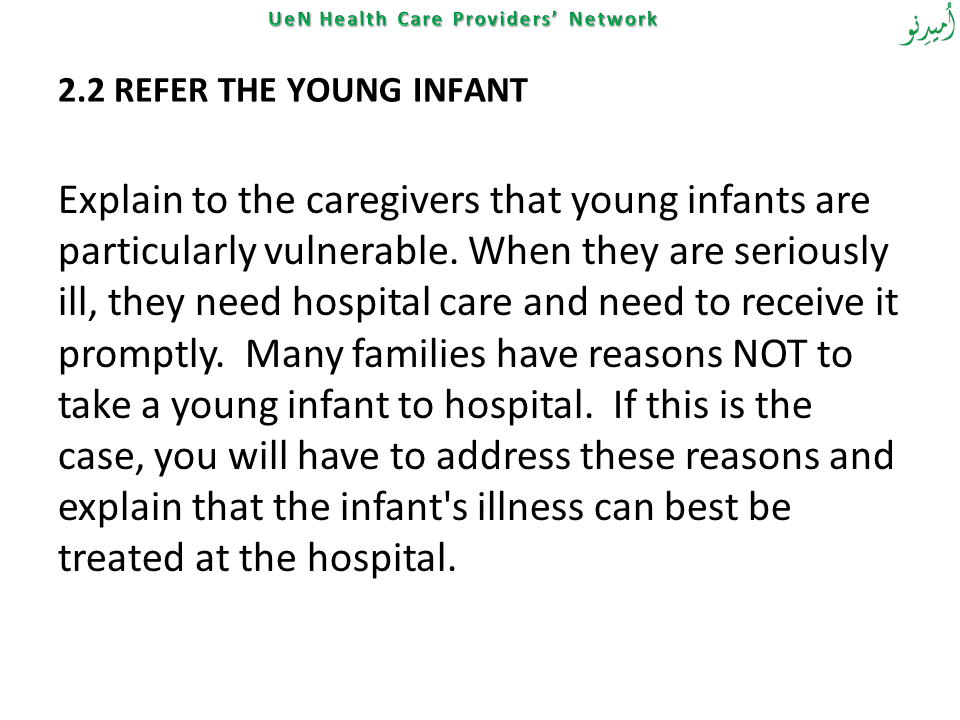 UeN Health Care Providers’ Network
اُمیدِنو
2.2 REFER THE YOUNG INFANT
Explain to the caregivers that young infants are
particularly vulnerable. When they are seriously
ill, they need hospital care and need to receive it
promptly.  Many families have reasons NOT to
take a young infant to hospital.  If this is the
case, you will have to address these reasons and
explain that the infant's illness can best be
treated at the hospital.